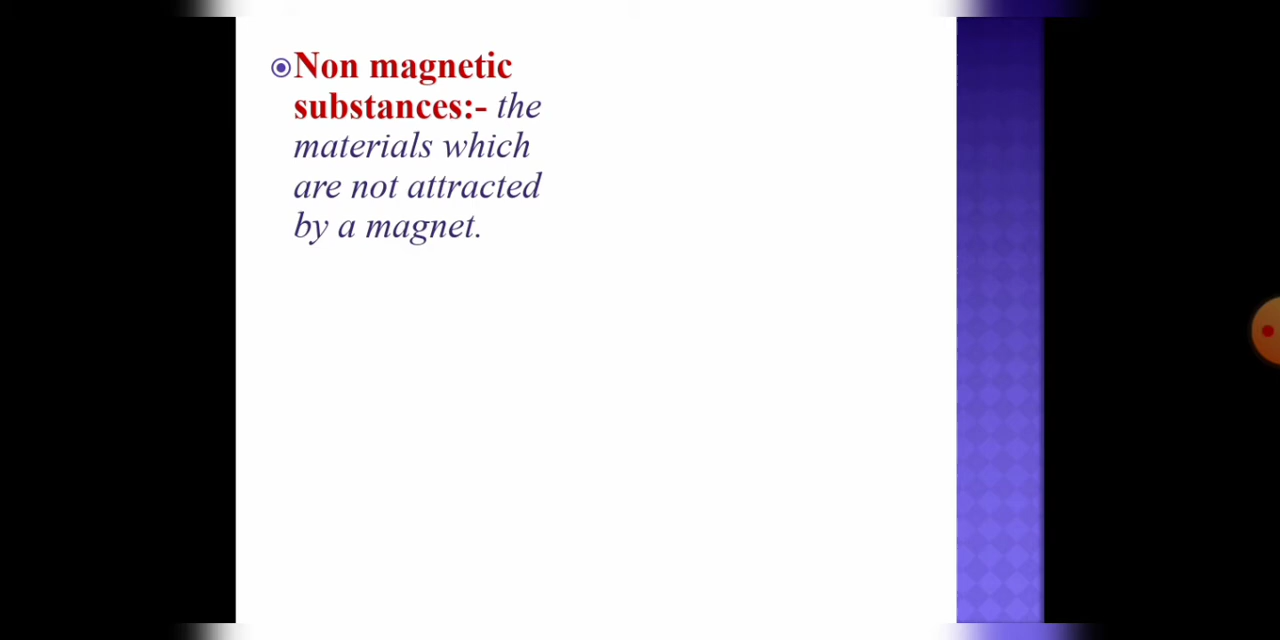 Non magnetic
substances:- the
materials which
are not attracted
by a magnet.